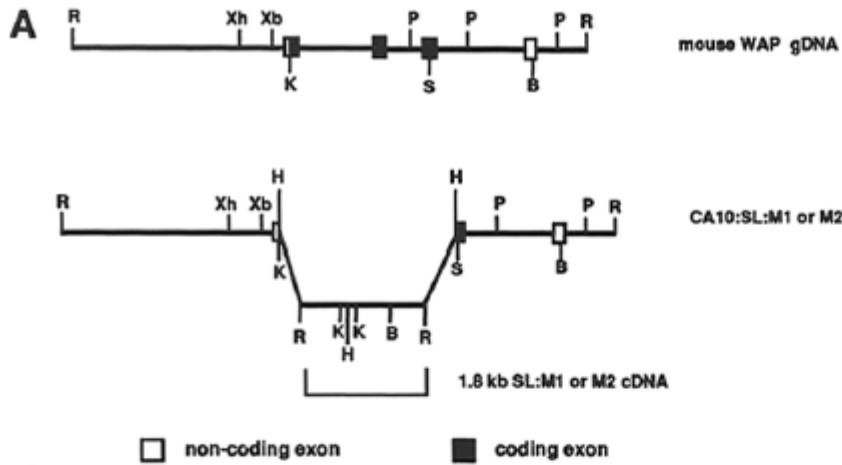 A
R Xh Xb P P P R
mouse WAP gDNA
K S B
H H
R Xh Xb P P R
CA10:SL:M1 or M2
K S B
R K K B R
H
1.8 kb SL:M1 or M2 cDNA
non-coding exon coding exon